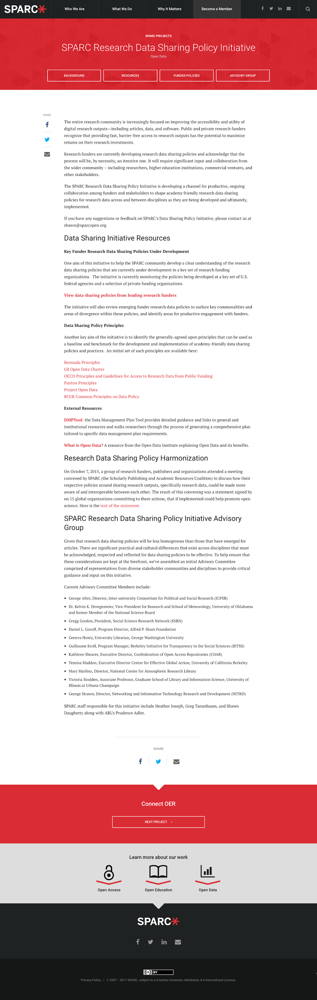 SPARC
Who We Are
What We Do
Why It Matters
Become a Member
SPARC PROJECTS
SPARC Research Data Sharing Policy Initiative
Open Data
BACKGROUND
RESOURCES
FUNDER POLICIES
ADVISORY GROUP
SHARE
The entire research community is increasingly focused on improving the accessibility and utility of
digital research outputs—including articles, data, and software. Public and private research funders
recognize that providing fast, barrier-free access to research outputs has the potential to maximize
returns on their research investments.
Research funders are currently developing research data sharing policies and acknowledge that the
process will be, by necessity, an iterative one. It will require significant input and collaboration from
the wider community – including researchers, higher education institutions, commercial ventures, and
other stakeholders.
The SPARC Research Data Sharing Policy Initiative is developing a channel for productive, ongoing
collaboration among funders and stakeholders to shape academy friendly research data sharing
policies for research data across and between disciplines as they are being developed and ultimately,
implemented.
If you have any suggestions or feedback on SPARC's Data Sharing Policy Initiative, please contact us at
shawn@sparcopen.org.
Data Sharing Initiative Resources
Key Funder Research Data Sharing Policies Under Development
One aim of this initiative to help the SPARC community develop a clear understanding of the research
data sharing policies that are currently under development in a key set of research funding
organizations.  The initiative is currently monitoring the policies being developed at a key set of U.S.
federal agencies and a selection of private funding organizations.
View data sharing policies from leading research funders
The initiative will also review emerging funder research data policies to surface key commonalities and
areas of divergence within these policies, and identify areas for productive engagement with funders.
Data Sharing Policy Principles
Another key aim of the initiative is to identify the generally-agreed upon principles that can be used as
a baseline and benchmark for the development and implementation of academy-friendly data sharing
policies and practices.  An initial set of such principles are available here:
Bermuda Principles
G8 Open Data Charter
OECD Principles and Guidelines for Access to Research Data from Public Funding
Panton Principles
Project Open Data
RCUK Common Principles on Data Policy
External Resources
DMPTool: the Data Management Plan Tool provides detailed guidance and links to general and
institutional resources and walks researchers through the process of generating a comprehensive plan
tailored to specific data management plan requirements.
What is Open Data? A resource from the Open Data Institute explaining Open Data and its benefits.
Research Data Sharing Policy Harmonization
On October 7, 2015, a group of research funders, publishers and organizations attended a meeting
convened by SPARC (the Scholarly Publishing and Academic Resources Coalition) to discuss how their
respective policies around sharing research outputs, specifically research data, could be made more
aware of and interoperable between each other. The result of this convening was a statement signed by
on 15 global organizations committing to three actions, that if implemented could help promote open
science. Here is the text of the statement.
SPARC Research Data Sharing Policy Initiative Advisory
Group
Given that research data sharing policies will be less homogenous than those that have emerged for
articles. There are significant practical and cultural differences that exist across disciplines that must
be acknowledged, respected and reflected for data sharing policies to be effective. To help ensure that
these considerations are kept at the forefront, we've assembled an initial Advisory Committee
comprised of representatives from diverse stakeholder communities and disciplines to provide critical
guidance and input on this initiative.
Current Advisory Committee Members include:
George Alter, Director, Inter-university Consortium for Political and Social Research (ICPSR)
Dr. Kelvin K. Droegemeier, Vice-President for Research and School of Meteorology, University of Oklahoma
and former Member of the National Science Board
Gregg Gordon, President, Social Science Research Network (SSRN)
Daniel L. Goroff, Program Director, Alfred P. Sloan Foundation
Geneva Henry, University Librarian, George Washington University
Guillaume Kroll, Program Manager, Berkeley Initiative for Transparency in the Social Sciences (BITSS)
Kathleen Shearer, Executive Director, Confederation of Open Access Repositories (COAR)
Temina Maddon, Executive Director Center for Effective Global Action, University of California Berkeley
Mary Marlino, Director, National Center for Atmospheric Research Library
Victoria Stodden, Associate Professor, Graduate School of Library and Information Science, University of
Illinois at Urbana Champaign
George Strawn, Director, Networking and Information Technology Research and Development (NITRD)
SPARC staff responsible for this initiative include Heather Joseph, Greg Tananbaum, and Shawn
Daugherty along with ARL's Prudence Adler.
SHARE
Connect OER
NEXT PROJECT
Learn more about our work
Open Access
Open Education
Open Data
SPARC
CC BY
Privacy Policy | © 2007 - 2017 SPARC, subject to a Creative Commons Attribution 4.0 International License.